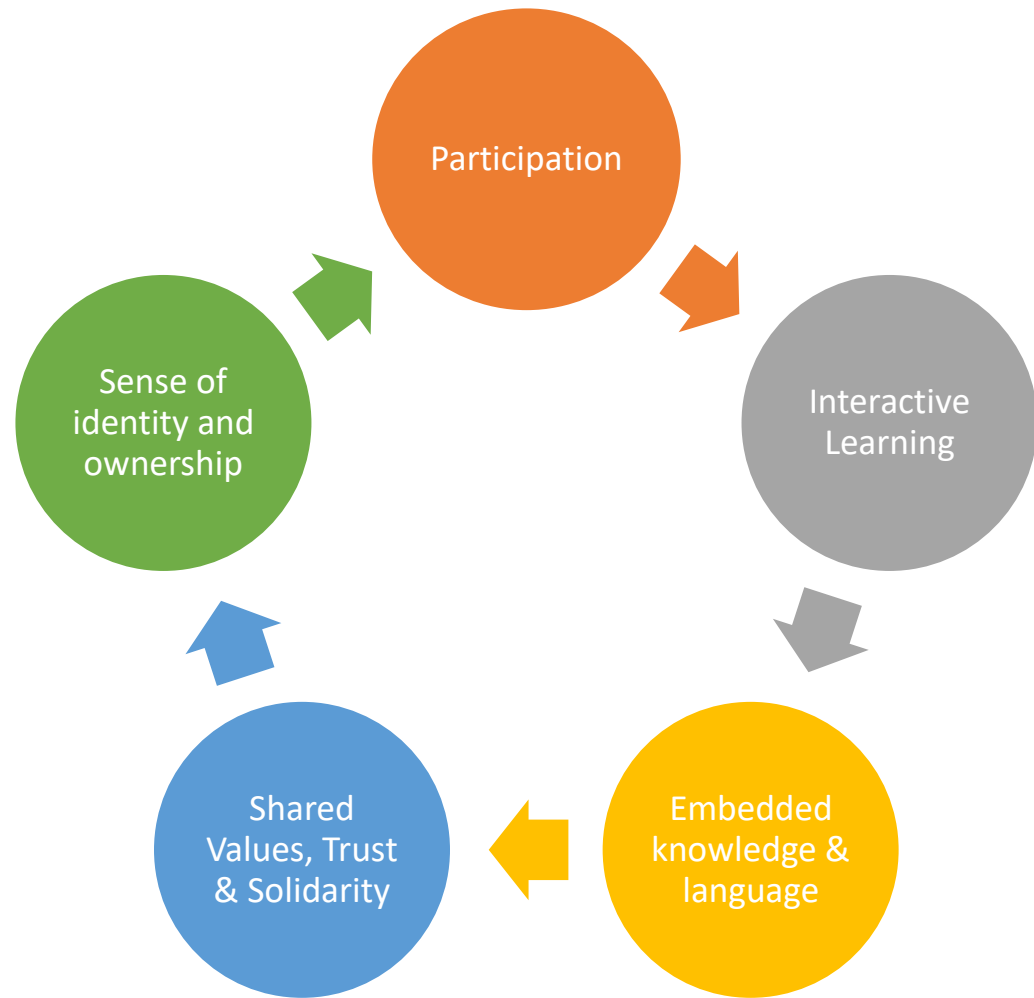 Participation
Interactive
Learning
Embedded
knowledge &
language
Shared
Values, Trust
& Solidarity
Sense of
identity and
ownership